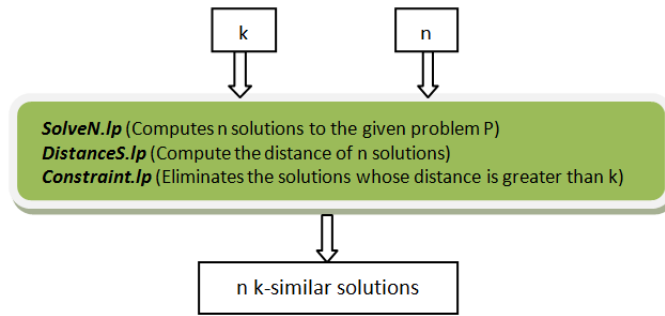 k
n
SolveN.lp (Computes n solutions to the given problem P)
DistanceS.lp (Compute the distance of n solutions)
Constraint.lp (Eliminates the solutions whose distance is greater than k)
n k-similar solutions